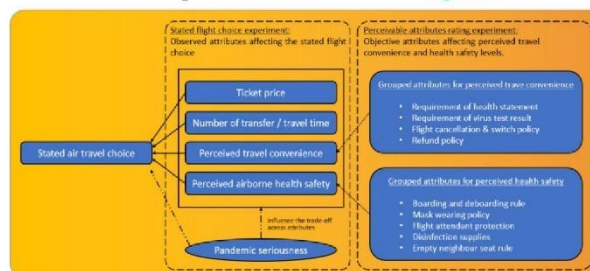 Stated flight choice experiment:
Observed attributes affecting the stated flight
choice
Perceivable attributes rating experiment:
Objective attributes affecting perceived travel
convenience and health safety levels.
Ticket price
Number of transfer / travel time
Perceived travel convenience
Perceived airborne health safety
Stated air travel choice
Influence the trade-off
across attributes
Pandemic seriousness
Grouped attributes for perceived trave convenience
• Requirement of health statement
• Requirement of virus test result
• Flight cancellation & switch policy
• Refund policy
Grouped attributes for perceived health safety
• Boarding and deboarding rule
• Mask wearing policy
• Flight attendant protection
• Disinfection supplies
• Empty neighbour seat rule